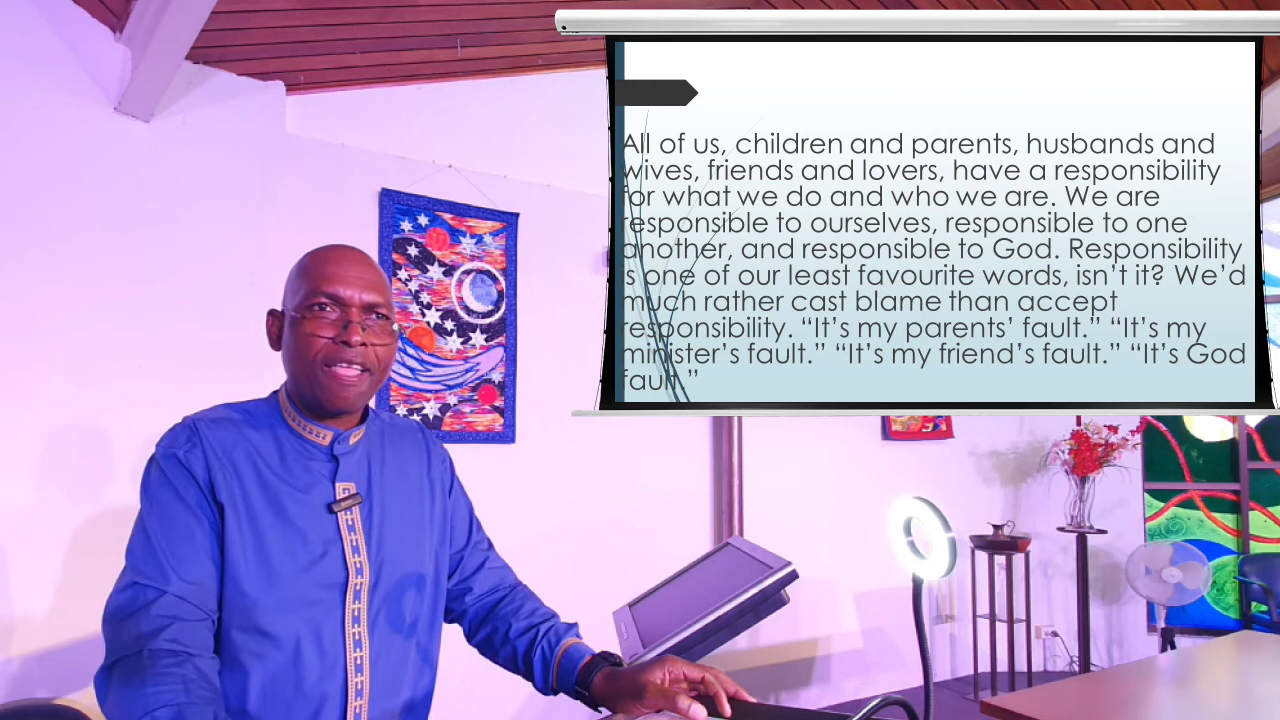 All of us, children and parents, husbands and
wives, friends and lovers, have a responsibility
for what we do and who we are. We are
responsible to ourselves, responsible to one
another, and responsible to God. Responsibility
is one of our least favourite words, isn’t it? We’d
much rather cast blame than accept
responsibility. “It’s my parents’ fault.” “It’s my
minister’s fault.” “It’s my friend’s fault.” “It’s God
fault.”